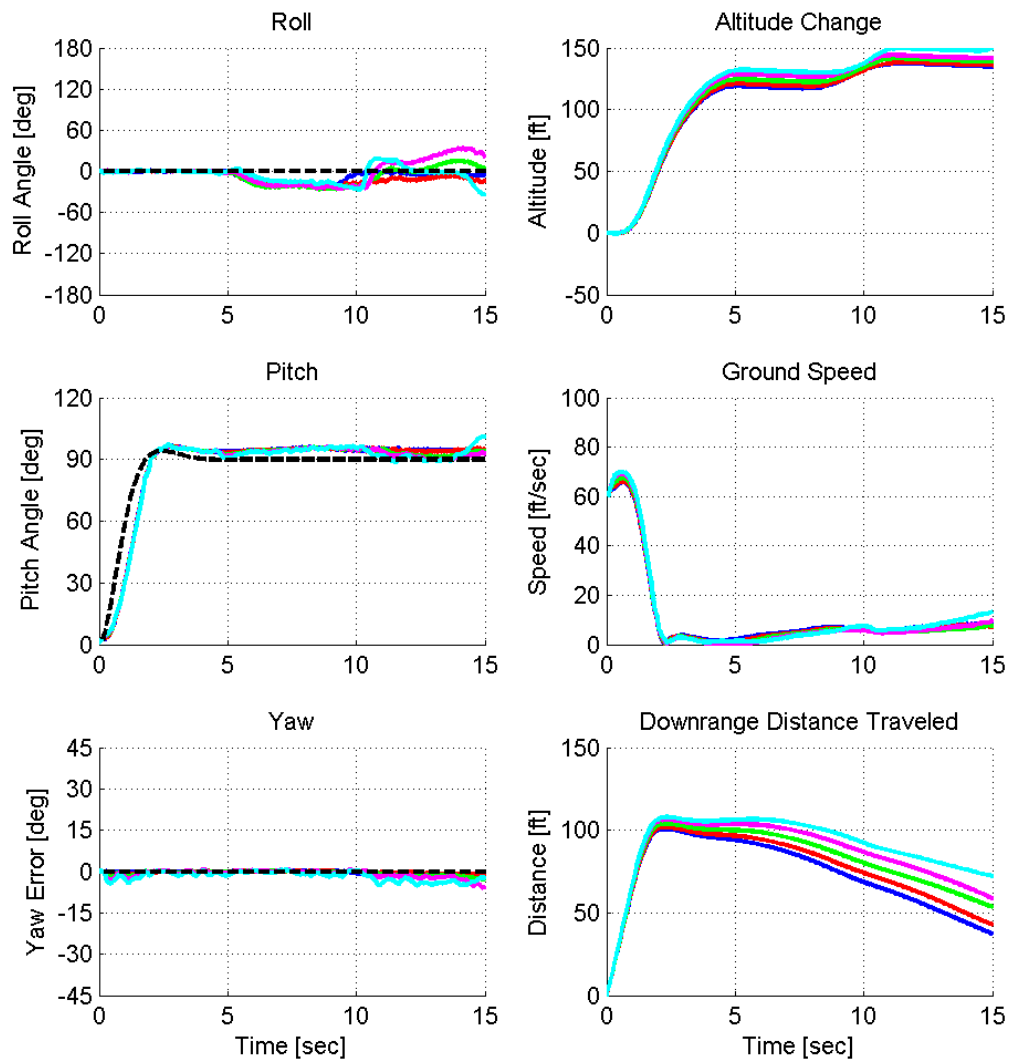 Roll
180
120
60
0
-60
-120
-180
Roll Angle [deg]
0 5 10 15
Altitude Change
150
100
50
0
-50
Altitude [ft]
0 5 10 15
Pitch
120
90
60
30
0
Pitch Angle [deg]
0 5 10 15
Ground Speed
100
80
60
40
20
0
Speed [ft/sec]
0 5 10 15
Yaw
45
30
15
0
-15
-30
-45
Yaw Error [deg]
0 5 10 15
Time [sec]
Downrange Distance Traveled
150
100
50
0
Distance [ft]
0 5 10 15
Time [sec]